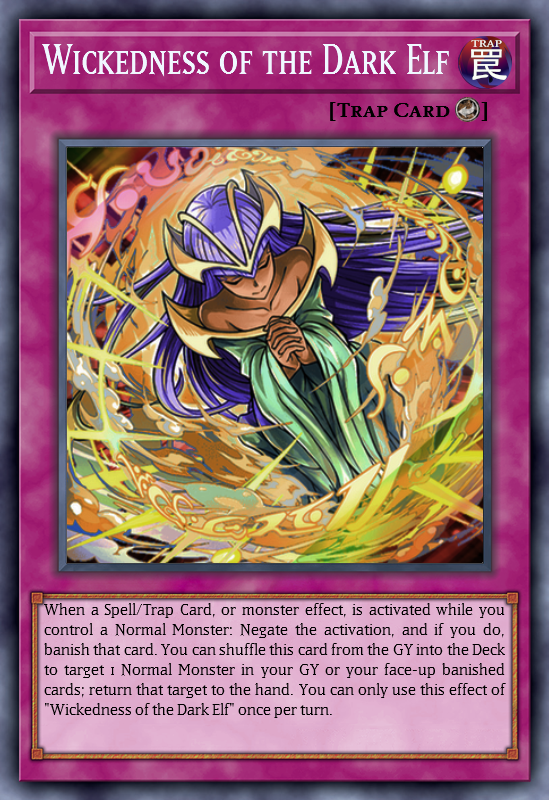 Wickedness of the Dark Elf
TRAP
罠
[Trap Card ]
When a Spell/Trap Card, or monster effect, is activated while you
control a Normal Monster: Negate the activation, and if you do,
banish that card. You can shuffle this card from the GY into the Deck
to target 1 Normal Monster in your GY or your face-up banished
cards; return that target to the hand. You can only use this effect of
"Wickedness of the Dark Elf" once per turn.